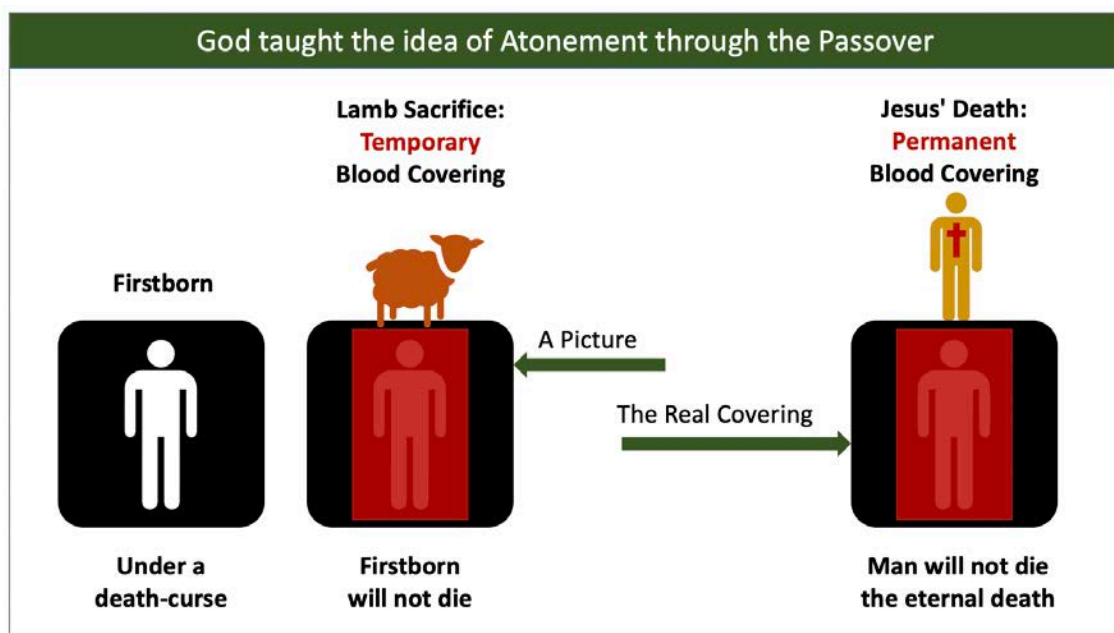 God taught the idea of Atonement through the Passover
Firstborn
Under a
death-curse
Lamb Sacrifice:
Temporary
Blood Covering
Firstborn
will not die
A Picture
The Real Covering
Jesus' Death:
Permanent
Blood Covering
Man will not die
the eternal death